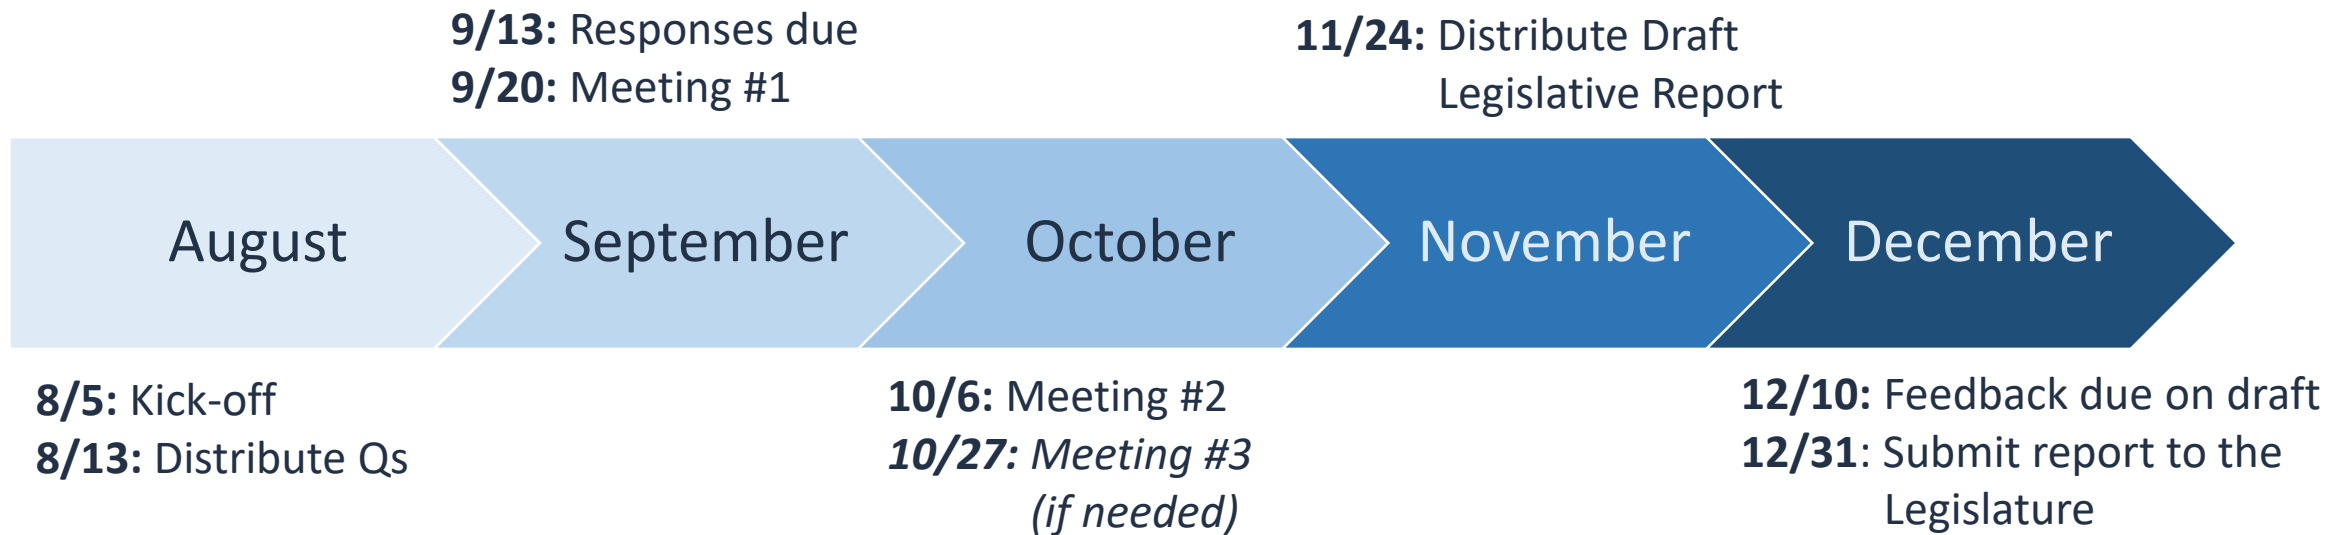 9/13: Responses due
9/20: Meeting #1
11/24: Distribute Draft
Legislative Report
August
September
October
November
December
8/5: Kick-off
8/13: Distribute Qs
10/6: Meeting #2
10/27: Meeting #3
(if needed)
12/10: Feedback due on draft
12/31: Submit report to the
Legislature